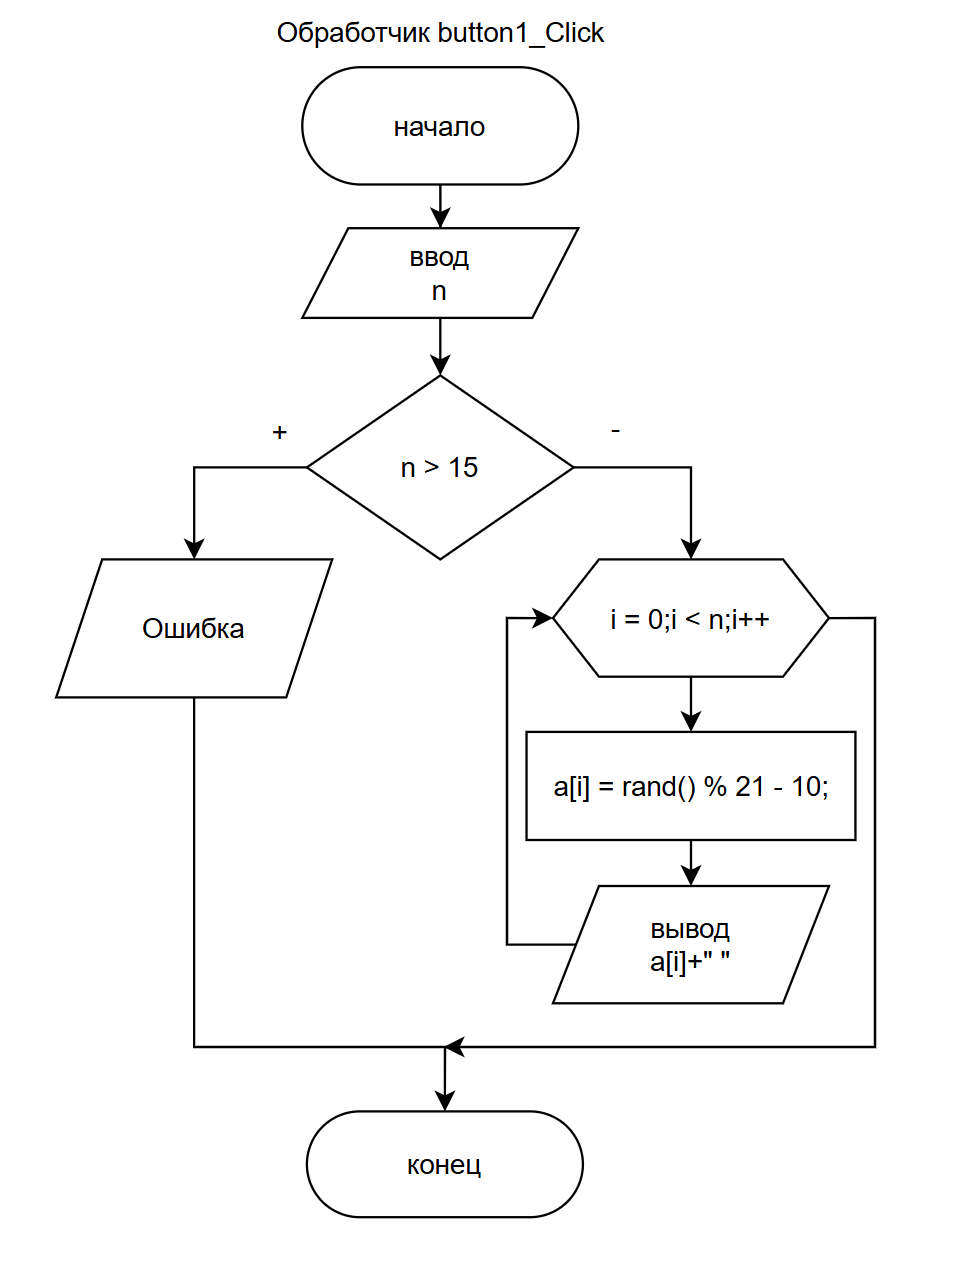 Обработчик button1_Click
начало
ввод
n
n > 15
+
-
Ошибка
i = 0;i < n;i++
a[i] = rand() % 21 - 10;
вывод
a[i]+" "
конец